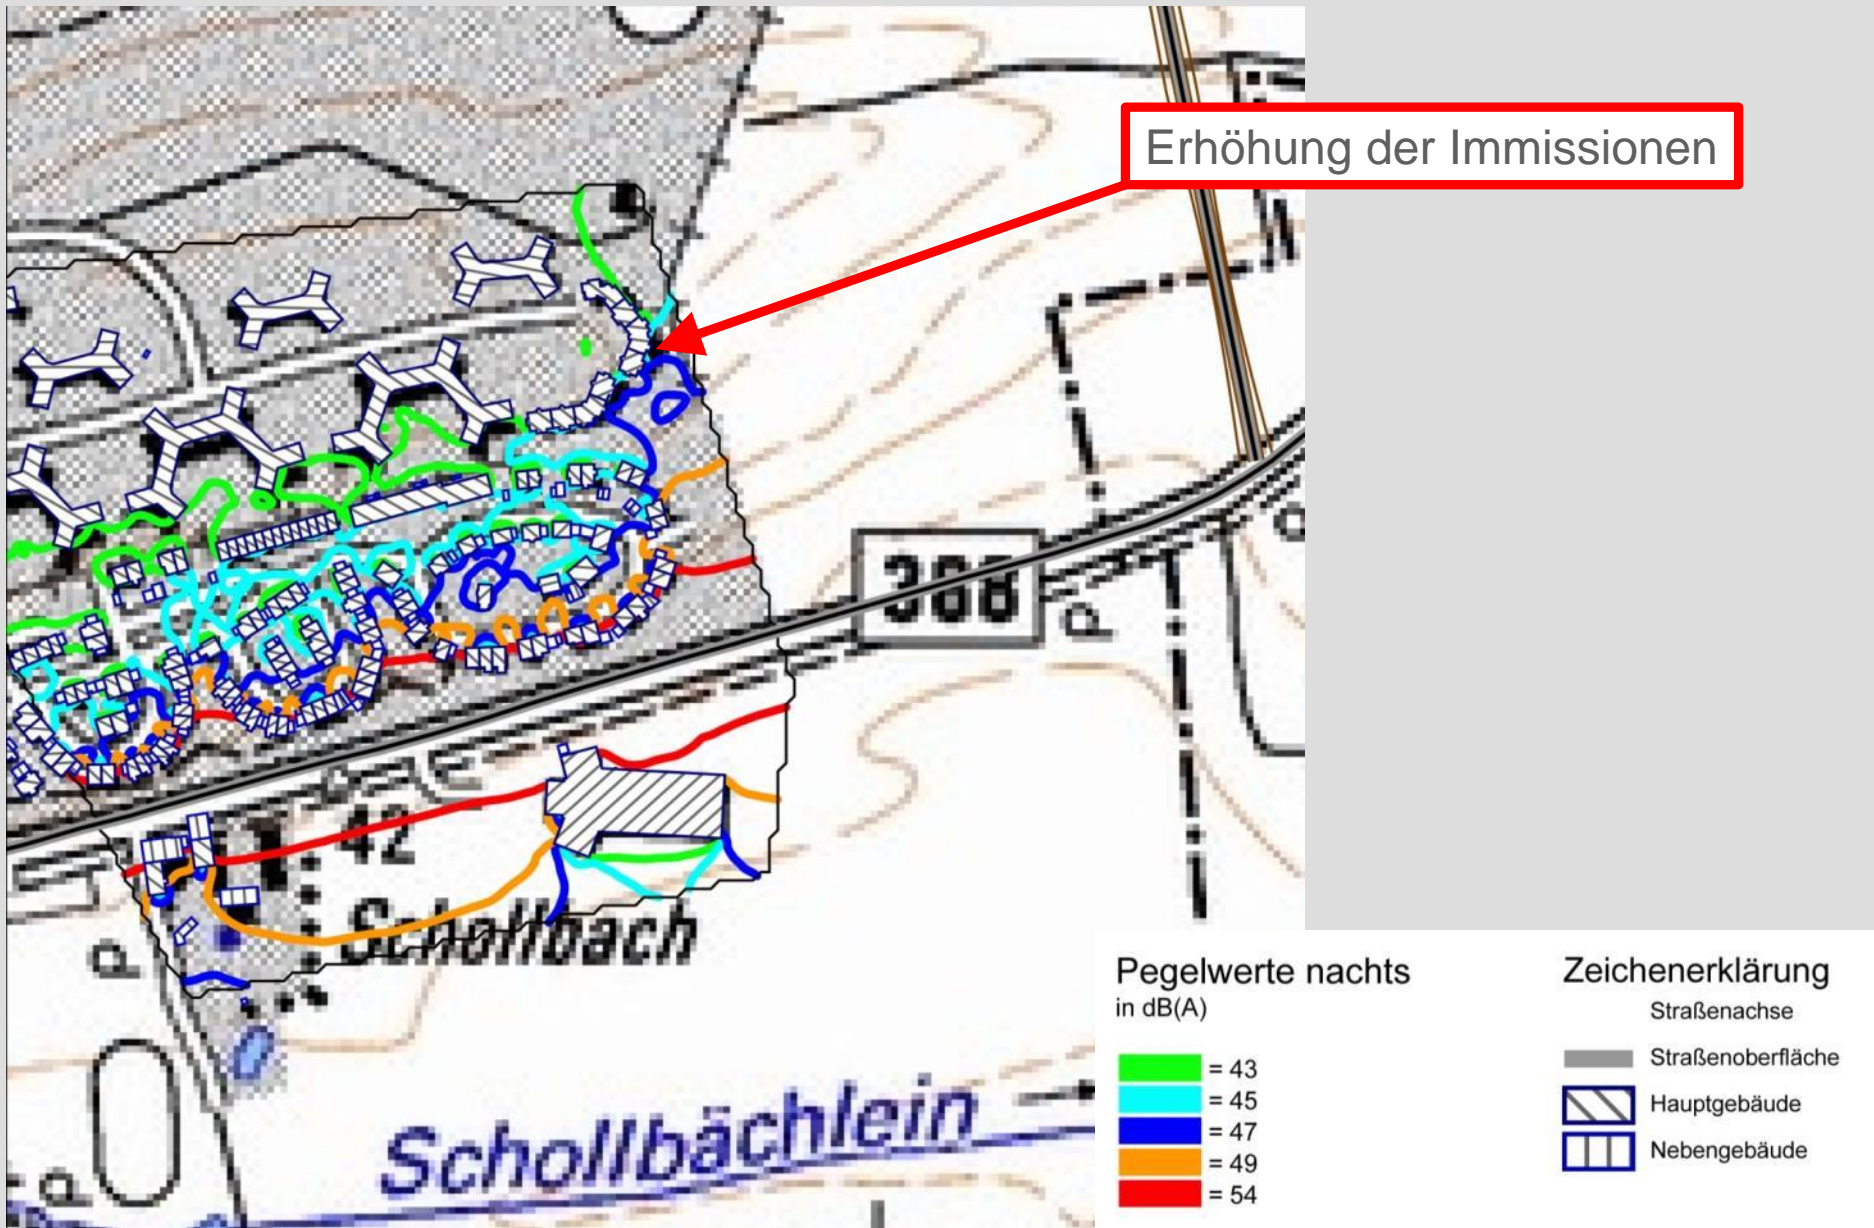 Erhöhung der Immissionen
P
42
Schollbach
P
P
Schollbächlein
Pegelwerte nachts
in dB(A)
= 43
= 45
= 47
= 49
= 54
Zeichenerklärung
Straßenachse
Straßenoberfläche
Hauptgebäude
Nebengebäude